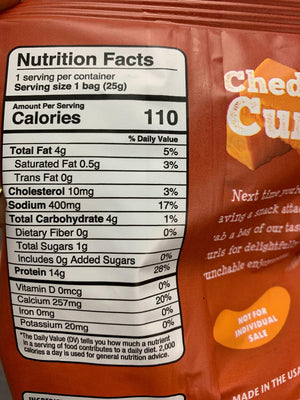 Nutrition Facts
1 serving per container
Serving size 1 bag (25g)
Amount Per Serving
Calories 110
% Daily Value
Total Fat 4g 5%
Saturated Fat 0.5g 3%
Trans Fat 0g
Cholesterol 10mg 3%
Sodium 400mg 17%
Total Carbohydrate 4g 1%
Dietary Fiber 0g 0%
Total Sugars 1g
Includes 0g Added Sugars 0%
Protein 14g 28%
Vitamin D 0mcg 0%
Calcium 257mg 20%
Iron 0mg 0%
Potassium 20mg 0%
*The Daily Value (DV) tells you how much a nutrient
in a serving of food contributes to a daily diet. 2,000
calories a day is used for general nutrition advice.
Ched
Cu
Next time you're
aving a snack atta
ab a bag of our tas
urls for delightfully
unchable enjoy
NOT FOR
INDIVIDUAL
SALE
MADE IN THE USA